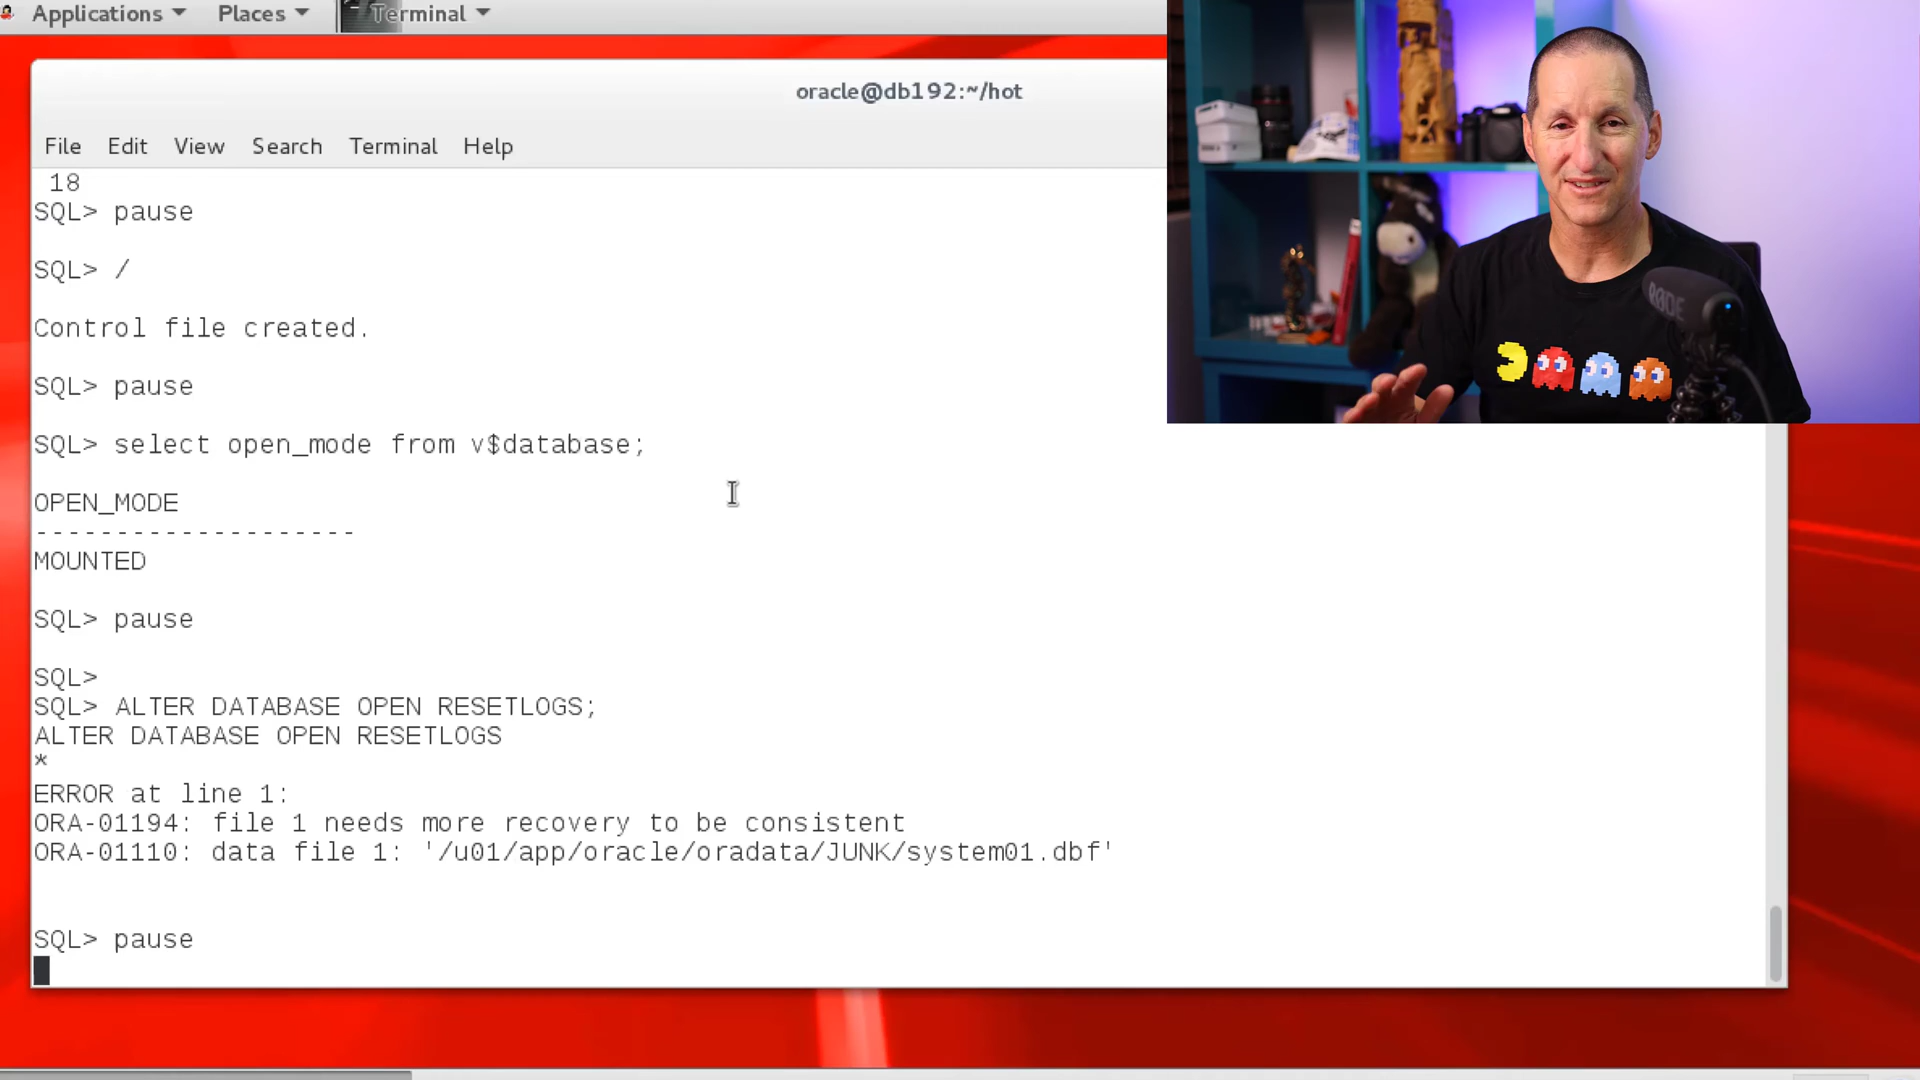 Applications Places Terminal
oracle@db192:~/hot
File Edit View Search Terminal Help
18
SQL> pause
SQL> /
Control file created.
SQL> pause
SQL> select open_mode from v$database;
OPEN_MODE
--------------------
MOUNTED
SQL> pause
SQL>
SQL> ALTER DATABASE OPEN RESETLOGS;
ALTER DATABASE OPEN RESETLOGS
*
ERROR at line 1:
ORA-01194: file 1 needs more recovery to be consistent
ORA-01110: data file 1: '/u01/app/oracle/oradata/JUNK/system01.dbf'
SQL> pause
RØDE